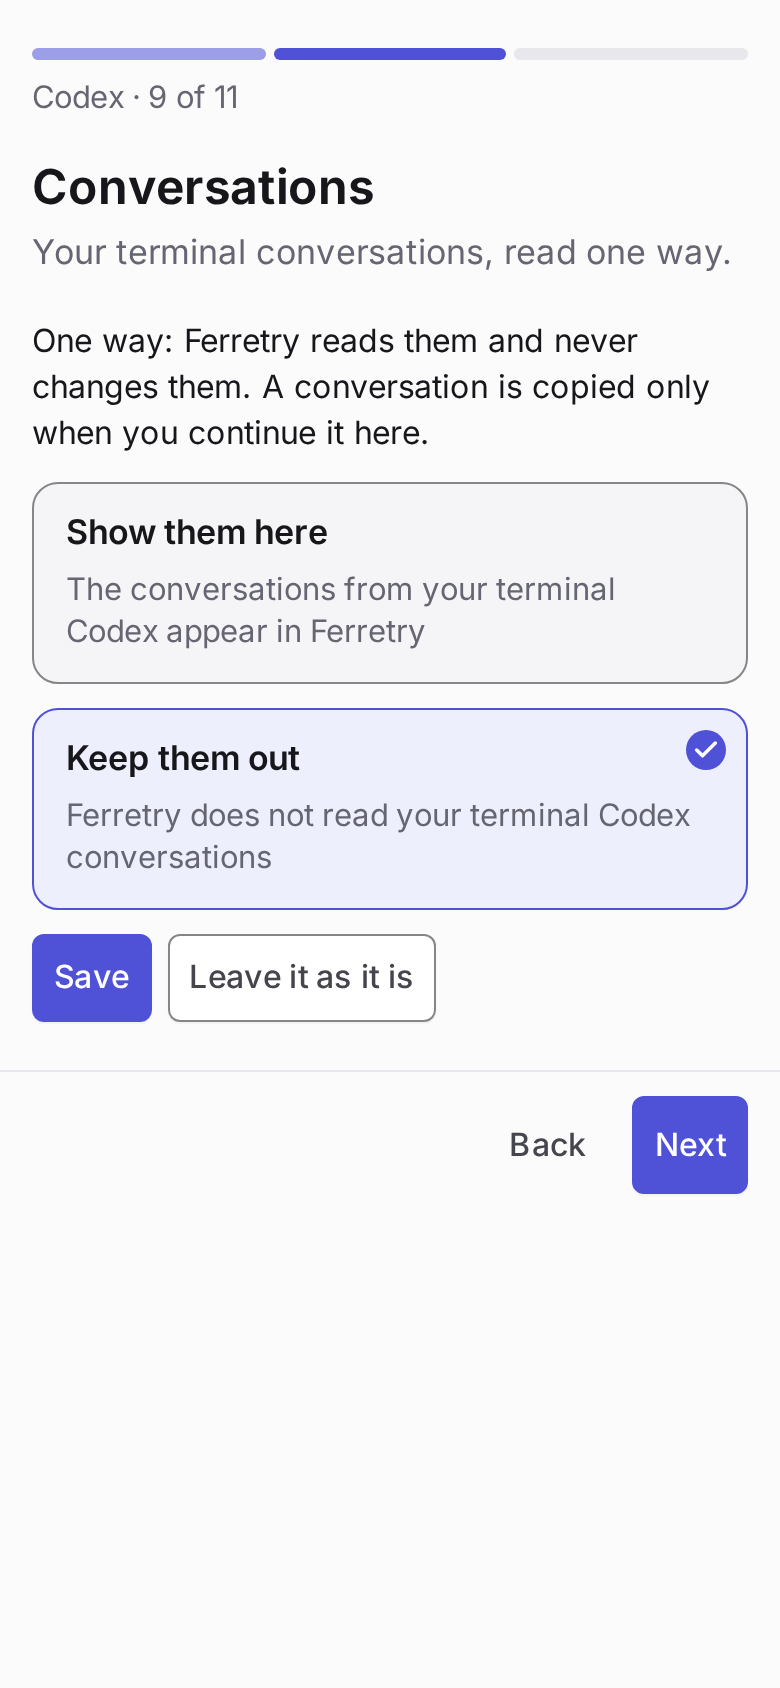 Codex · 9 of 11
Conversations
Your terminal conversations, read one way.
One way: Ferretry reads them and never
changes them. A conversation is copied only
when you continue it here.
Show them here
The conversations from your terminal
Codex appear in Ferretry
Keep them out
Ferretry does not read your terminal Codex
conversations
Save
Leave it as it is
Back
Next